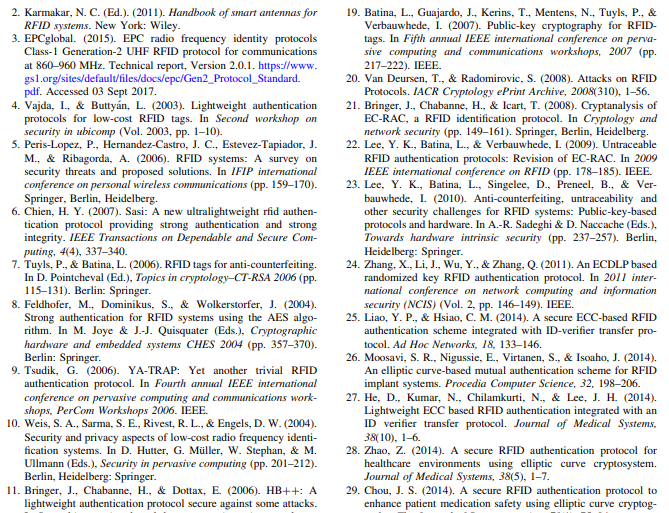 2. Karmakar, N. C. (Ed.). (2011). Handbook of smart antennas for
RFID systems. New York: Wiley.
3. EPCglobal. (2015). EPC radio frequency identity protocols
Class-1 Generation-2 UHF RFID protocol for communications
at 860–960 MHz. Technical report, Version 2.0.1. https://www.
gs1.org/sites/default/files/docs/epc/Gen2_Protocol_Standard.
pdf. Accessed 03 Sept 2017.
4. Vajda, I., & Buttyán, L. (2003). Lightweight authentication
protocols for low-cost RFID tags. In Second workshop on
security in ubicomp (Vol. 2003, pp. 1–10).
5. Peris-Lopez, P., Hernandez-Castro, J. C., Estevez-Tapiador, J.
M., & Ribagorda, A. (2006). RFID systems: A survey on
security threats and proposed solutions. In IFIP international
conference on personal wireless communications (pp. 159–170).
Springer, Berlin, Heidelberg.
6. Chien, H. Y. (2007). Sasi: A new ultralightweight rfid authen-
tication protocol providing strong authentication and strong
integrity. IEEE Transactions on Dependable and Secure Com-
puting, 4(4), 337–340.
7. Tuyls, P., & Batina, L. (2006). RFID tags for anti-counterfeiting.
In D. Pointcheval (Ed.), Topics in cryptology–CT-RSA 2006 (pp.
115–131). Berlin: Springer.
8. Feldhofer, M., Dominikus, S., & Wolkerstorfer, J. (2004).
Strong authentication for RFID systems using the AES algo-
rithm. In M. Joye & J.-J. Quisquater (Eds.), Cryptographic
hardware and embedded systems CHES 2004 (pp. 357–370).
Berlin: Springer.
9. Tsudik, G. (2006). YA-TRAP: Yet another trivial RFID
authentication protocol. In Fourth annual IEEE international
conference on pervasive computing and communications work-
shops, PerCom Workshops 2006. IEEE.
10. Weis, S. A., Sarma, S. E., Rivest, R. L., & Engels, D. W. (2004).
Security and privacy aspects of low-cost radio frequency identi-
fication systems. In D. Hutter, G. Müller, W. Stephan, & M.
Ullmann (Eds.), Security in pervasive computing (pp. 201–212).
Berlin, Heidelberg: Springer.
11. Bringer, J., Chabanne, H., & Dottax, E. (2006). HB++: A
lightweight authentication protocol secure against some attacks.
19. Batina, L., Guajardo, J., Kerins, T., Mentens, N., Tuyls, P., &
Verbauwhede, I. (2007). Public-key cryptography for RFID-
tags. In Fifth annual IEEE international conference on perva-
sive computing and communications workshops, 2007 (pp.
217–222). IEEE.
20. Van Deursen, T., & Radomirovic, S. (2008). Attacks on RFID
Protocols. IACR Cryptology ePrint Archive, 2008(310), 1–56.
21. Bringer, J., Chabanne, H., & Icart, T. (2008). Cryptanalysis of
EC-RAC, a RFID identification protocol. In Cryptology and
network security (pp. 149–161). Springer, Berlin, Heidelberg.
22. Lee, Y. K., Batina, L., & Verbauwhede, I. (2009). Untraceable
RFID authentication protocols: Revision of EC-RAC. In 2009
IEEE international conference on RFID (pp. 178–185). IEEE.
23. Lee, Y. K., Batina, L., Singelee, D., Preneel, B., & Ver-
bauwhede, I. (2010). Anti-counterfeiting, untraceability and
other security challenges for RFID systems: Public-key-based
protocols and hardware. In A.-R. Sadeghi & D. Naccache (Eds.),
Towards hardware intrinsic security (pp. 237–257). Berlin,
Heidelberg: Springer.
24. Zhang, X., Li, J., Wu, Y., & Zhang, Q. (2011). An ECDLP based
randomized key RFID authentication protocol. In 2011 inter-
national conference on network computing and information
security (NCIS) (Vol. 2, pp. 146–149). IEEE.
25. Liao, Y. P., & Hsiao, C. M. (2014). A secure ECC-based RFID
authentication scheme integrated with ID-verifier transfer pro-
tocol. Ad Hoc Networks, 18, 133–146.
26. Moosavi, S. R., Nigussie, E., Virtanen, S., & Isoaho, J. (2014).
An elliptic curve-based mutual authentication scheme for RFID
implant systems. Procedia Computer Science, 32, 198–206.
27. He, D., Kumar, N., Chilamkurti, N., & Lee, J. H. (2014).
Lightweight ECC based RFID authentication integrated with an
ID verifier transfer protocol. Journal of Medical Systems,
38(10), 1–6.
28. Zhao, Z. (2014). A secure RFID authentication protocol for
healthcare environments using elliptic curve cryptosystem.
Journal of Medical Systems, 38(5), 1–7.
29. Chou, J. S. (2014). A secure RFID authentication protocol to
enhance patient medication safety using elliptic curve cryptog-